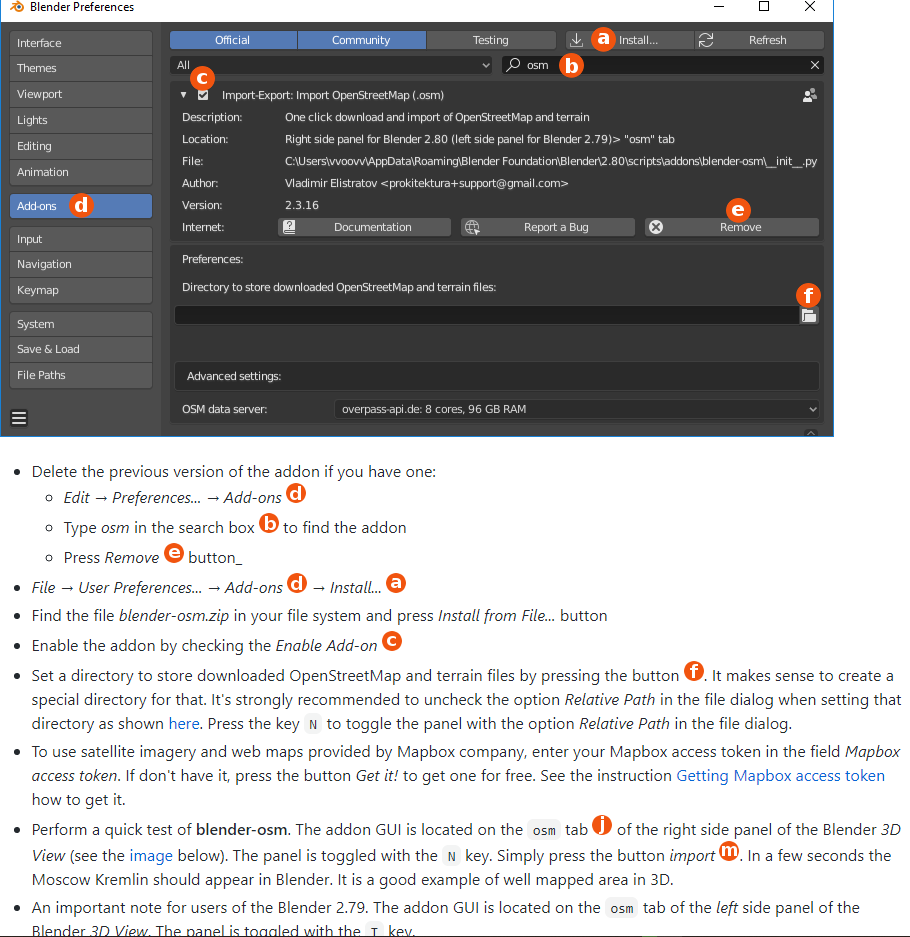 Blender Preferences
Interface
Themes
Viewport
Lights
Editing
Animation
Add-ons d
Input
Navigation
Keymap
System
Save & Load
File Paths
Official Community Testing a Install... Refresh
All osm b
c
Import-Export: Import OpenStreetMap (.osm)
Description: One click download and import of OpenStreetMap and terrain
Location: Right side panel for Blender 2.80 (left side panel for Blender 2.79)> "osm" tab
File: C:\Users\vvoovv\AppData\Roaming\Blender Foundation\Blender\2.80\scripts\addons\blender-osm\__init__.py
Author: Vladimir Elistratov <prokitektura+support@gmail.com>
Version: 2.3.16
e
Internet: Documentation Report a Bug Remove
Preferences:
Directory to store downloaded OpenStreetMap and terrain files:
f
Advanced settings:
OSM data server: overpass-api.de: 8 cores, 96 GB RAM
• Delete the previous version of the addon if you have one:
◦ Edit → Preferences... → Add-ons d
◦ Type osm in the search box b to find the addon
◦ Press Remove e button_
• File → User Preferences... → Add-ons d → Install... a
• Find the file blender-osm.zip in your file system and press Install from File... button
• Enable the addon by checking the Enable Add-on c
• Set a directory to store downloaded OpenStreetMap and terrain files by pressing the button f. It makes sense to create a
special directory for that. It's strongly recommended to uncheck the option Relative Path in the file dialog when setting that
directory as shown here. Press the key N to toggle the panel with the option Relative Path in the file dialog.
• To use satellite imagery and web maps provided by Mapbox company, enter your Mapbox access token in the field Mapbox
access token. If don't have it, press the button Get it! to get one for free. See the instruction Getting Mapbox access token
how to get it.
• Perform a quick test of blender-osm. The addon GUI is located on the osm tab j of the right side panel of the Blender 3D
View (see the image below). The panel is toggled with the N key. Simply press the button import m. In a few seconds the
Moscow Kremlin should appear in Blender. It is a good example of well mapped area in 3D.
• An important note for users of the Blender 2.79. The addon GUI is located on the osm tab of the left side panel of the
Blender 3D View. The panel is toggled with the T key.